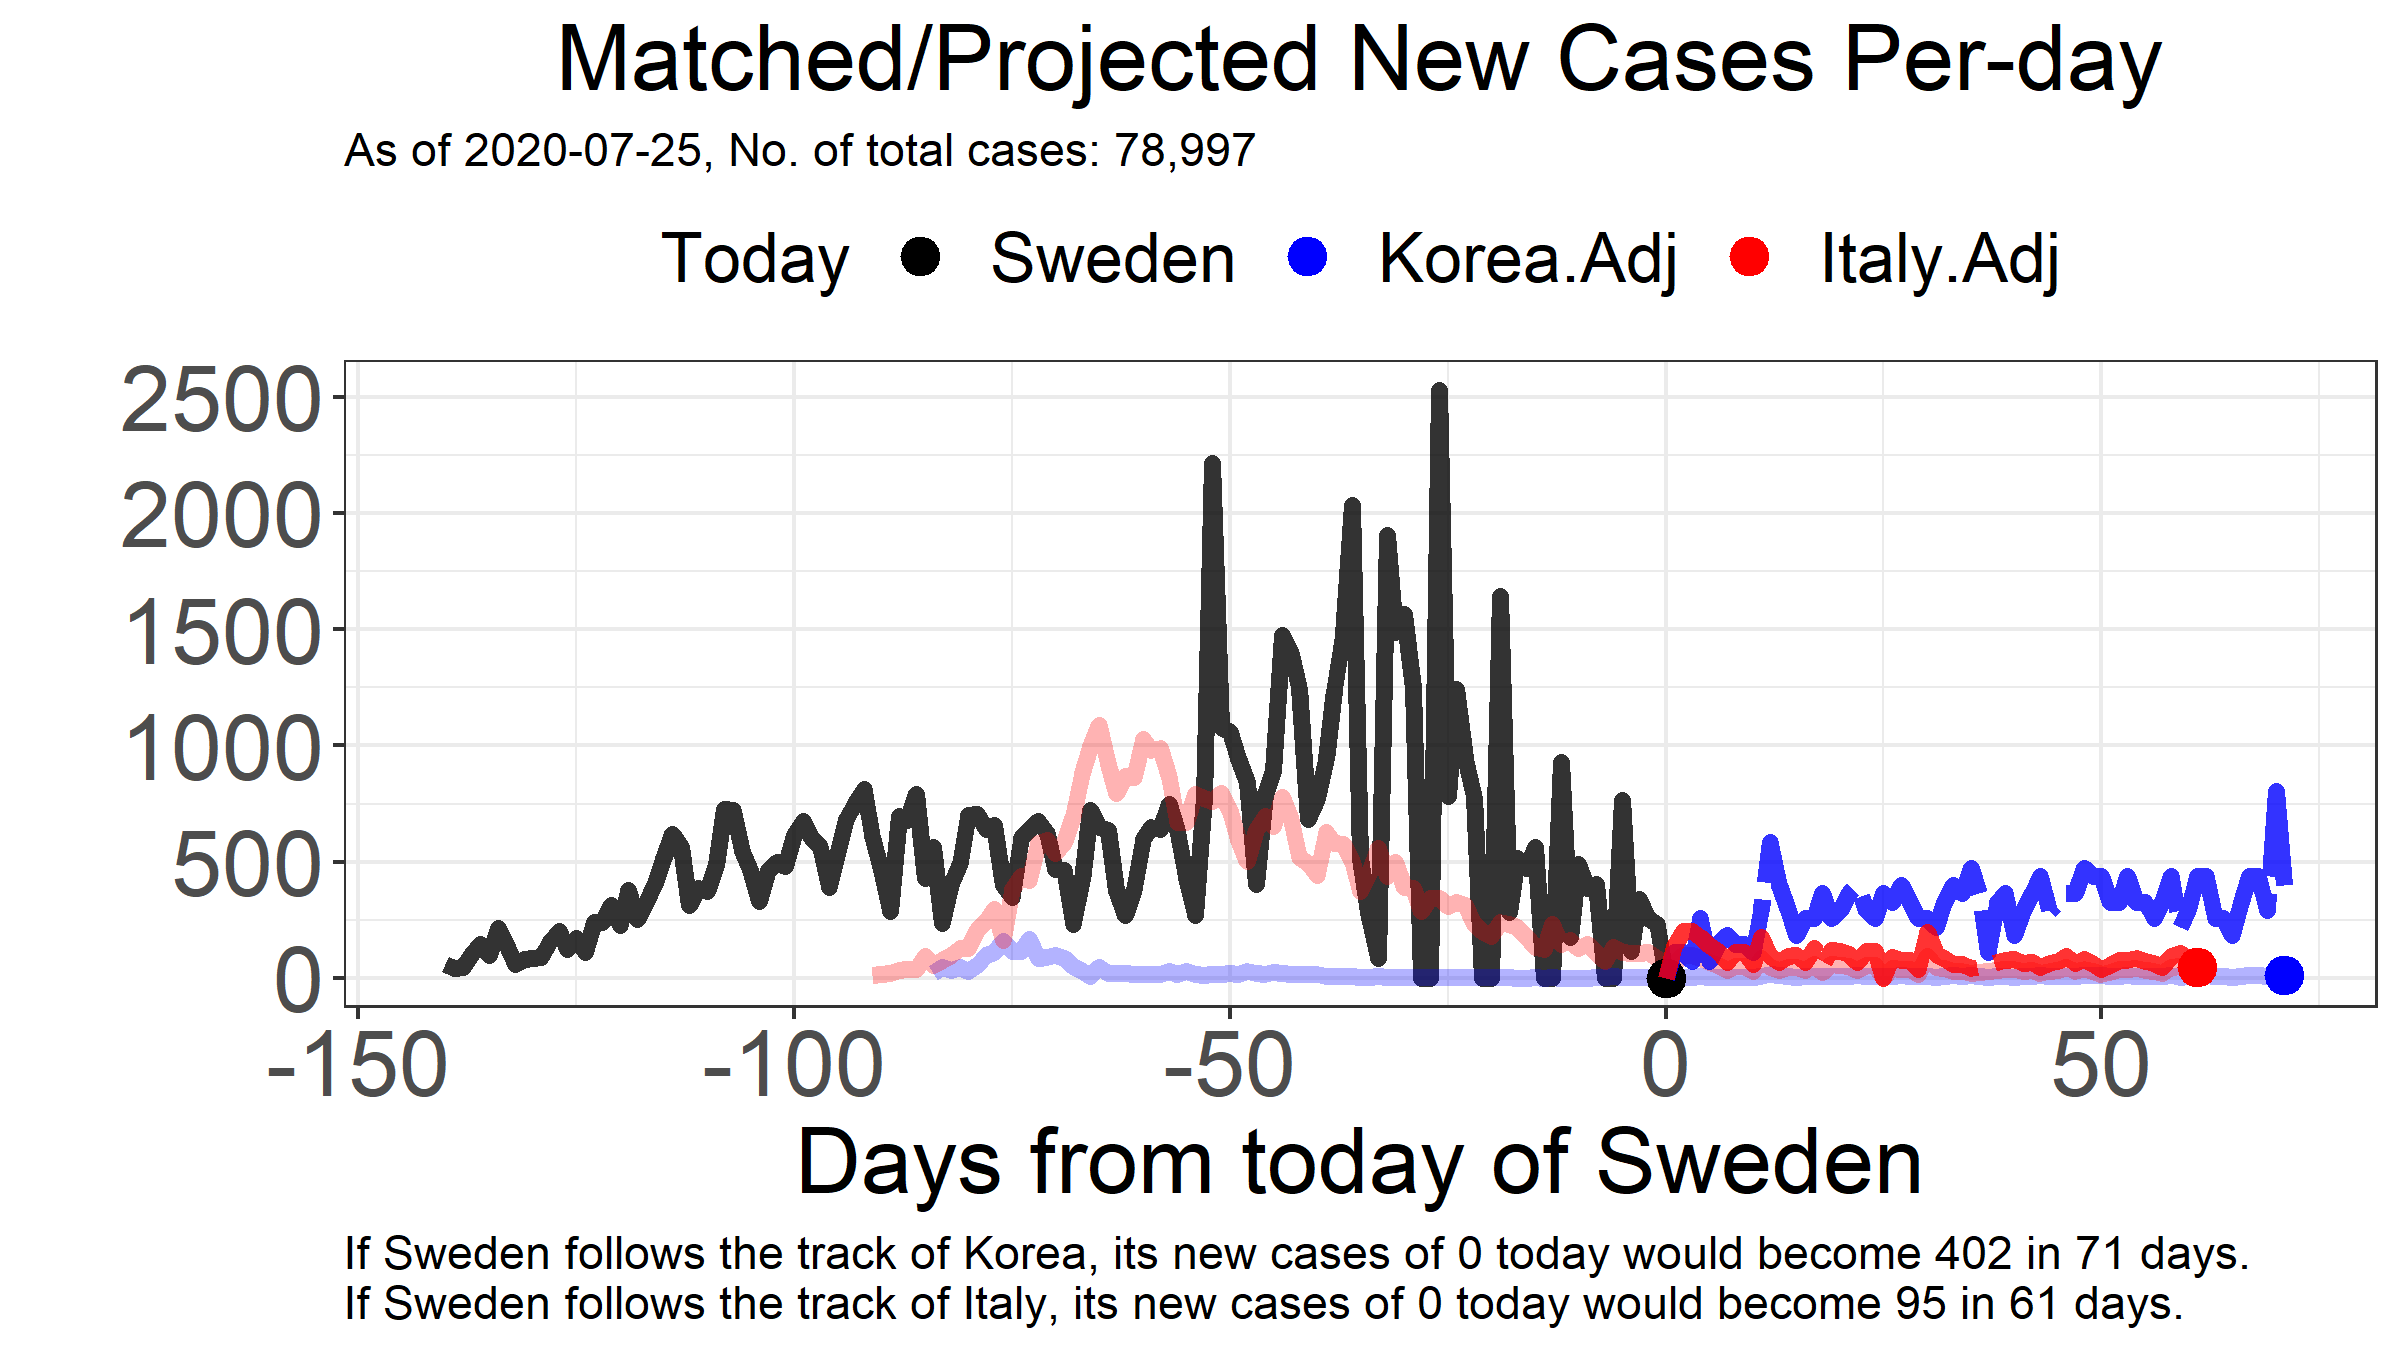 Matched/Projected New Cases Per-day
As of 2020-07-25, No. of total cases: 78,997
Today Sweden Korea.Adj Italy.Adj
2500
2000
1500
1000
500
0
-150 -100 -50 0 50
Days from today of Sweden
If Sweden follows the track of Korea, its new cases of 0 today would become 402 in 71 days.
If Sweden follows the track of Italy, its new cases of 0 today would become 95 in 61 days.